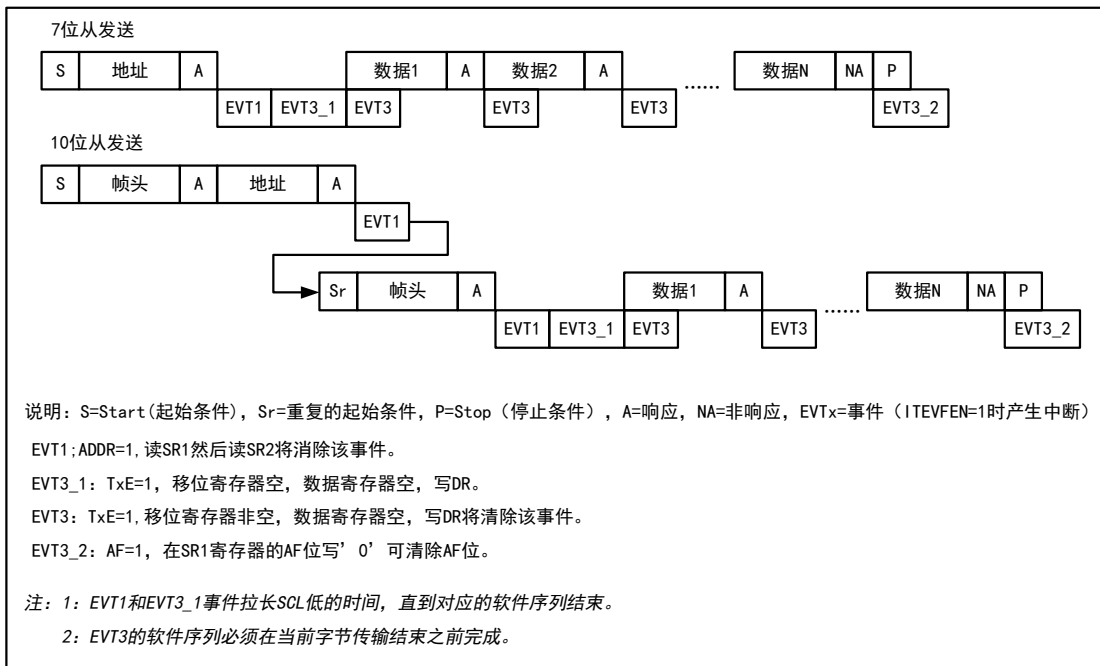 7位从发送
S 地址 A 数据1 A 数据2 A ...... 数据N NA P
EVT1 EVT3_1 EVT3 EVT3 EVT3 EVT3_2
10位从发送
S 帧头 A 地址 A
EVT1
Sr 帧头 A 数据1 A ...... 数据N NA P
EVT1 EVT3_1 EVT3 EVT3 EVT3_2
说明：S=Start(起始条件)，Sr=重复的起始条件，P=Stop（停止条件），A=响应，NA=非响应，EVTx=事件（ITEVFEN=1时产生中断）
EVT1;ADDR=1,读SR1然后读SR2将消除该事件。
EVT3_1：TxE=1，移位寄存器空，数据寄存器空，写DR。
EVT3：TxE=1,移位寄存器非空，数据寄存器空，写DR将清除该事件。
EVT3_2：AF=1，在SR1寄存器的AF位写’0’可清除AF位。
注：1：EVT1和EVT3_1事件拉长SCL低的时间，直到对应的软件序列结束。
2：EVT3的软件序列必须在当前字节传输结束之前完成。